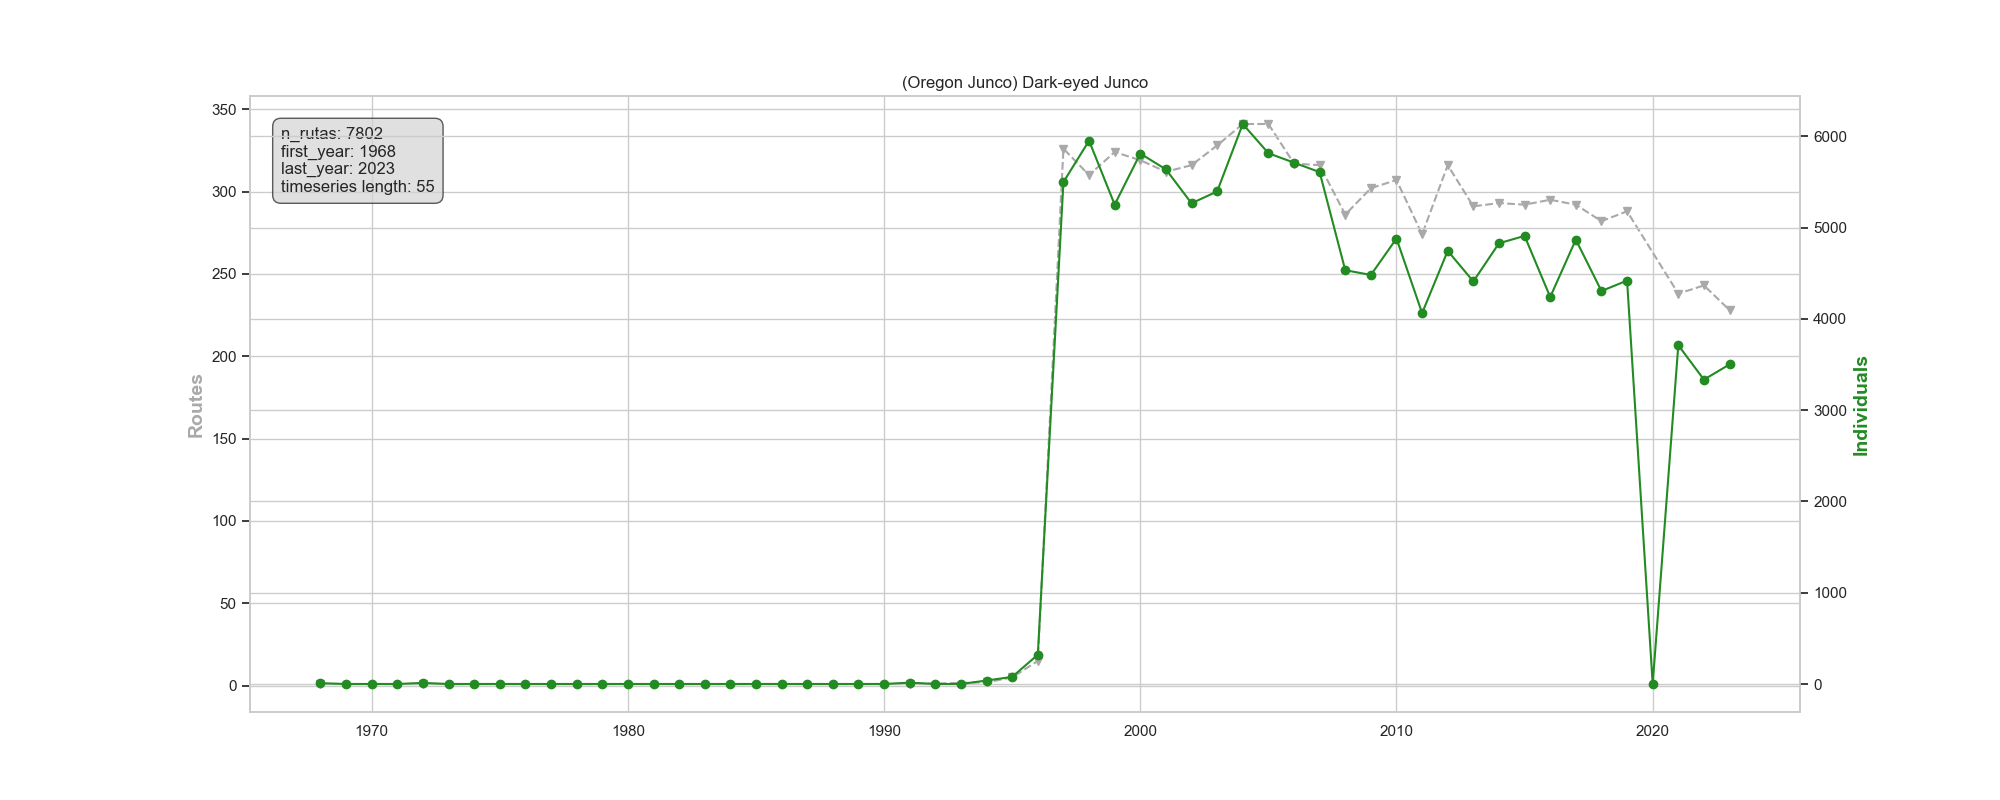 (Oregon Junco) Dark-eyed Junco
350
300
250
200
150
100
50
0
Routes
n_rutas: 7802
first_year: 1968
last_year: 2023
timeseries length: 55
6000
5000
4000
3000
2000
1000
0
Individuals
1970 1980 1990 2000 2010 2020